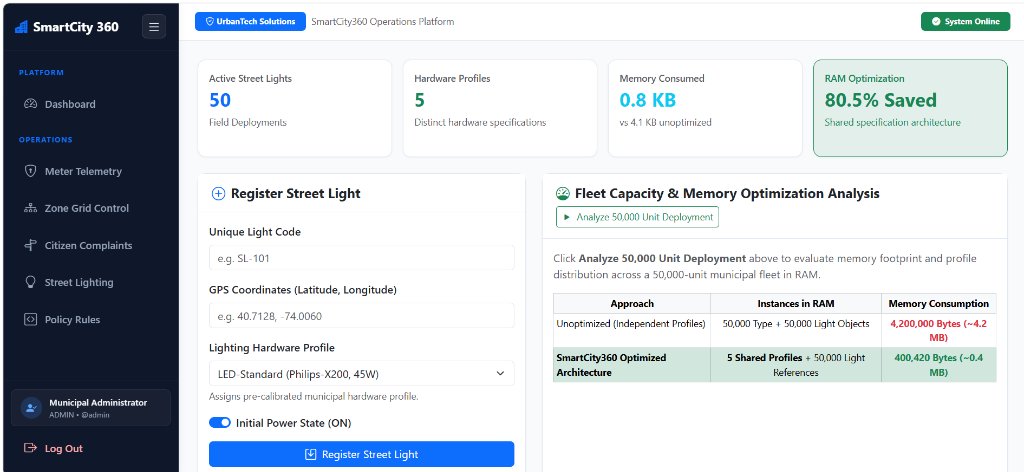 SmartCity 360
UrbanTech Solutions
SmartCity360 Operations Platform
System Online
PLATFORM
Dashboard
OPERATIONS
Meter Telemetry
Zone Grid Control
Citizen Complaints
Street Lighting
Policy Rules
Municipal Administrator
ADMIN • @admin
Log Out
Active Street Lights
50
Field Deployments
Hardware Profiles
5
Distinct hardware specifications
Memory Consumed
0.8 KB
vs 4.1 KB unoptimized
RAM Optimization
80.5% Saved
Shared specification architecture
Register Street Light
Unique Light Code
e.g. SL-101
GPS Coordinates (Latitude, Longitude)
e.g. 40.7128, -74.0060
Lighting Hardware Profile
LED-Standard (Philips-X200, 45W)
Assigns pre-calibrated municipal hardware profile.
Initial Power State (ON)
Register Street Light
Fleet Capacity & Memory Optimization Analysis
Analyze 50,000 Unit Deployment
Click Analyze 50,000 Unit Deployment above to evaluate memory footprint and profile
distribution across a 50,000-unit municipal fleet in RAM.
Approach Instances in RAM Memory Consumption
Unoptimized (Independent Profiles) 50,000 Type + 50,000 Light Objects 4,200,000 Bytes (~4.2
MB)
SmartCity360 Optimized 5 Shared Profiles + 50,000 Light 400,420 Bytes (~0.4
Architecture References MB)